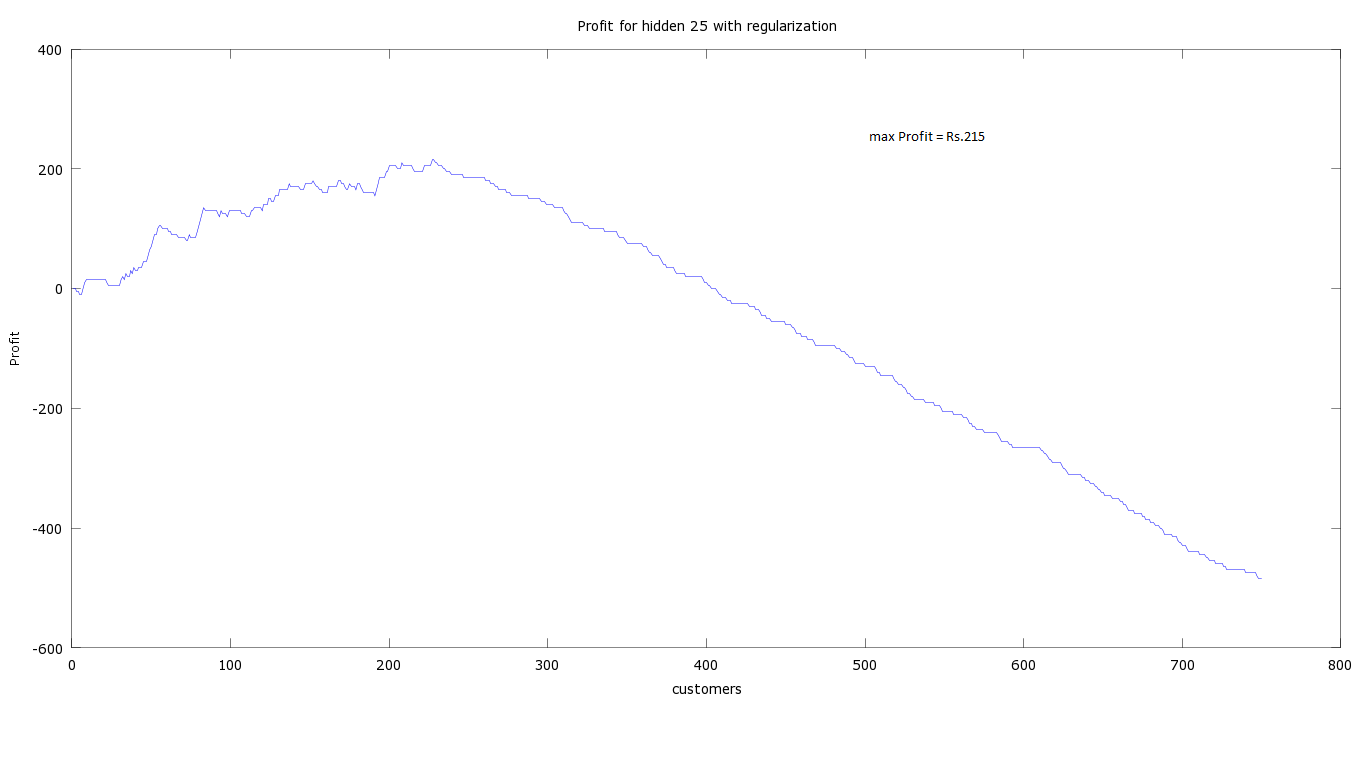 Profit for hidden 25 with regularization
400
max Profit = Rs.215
200
0
Profit
-200
-400
-600
0 100 200 300 400 500 600 700 800
customers